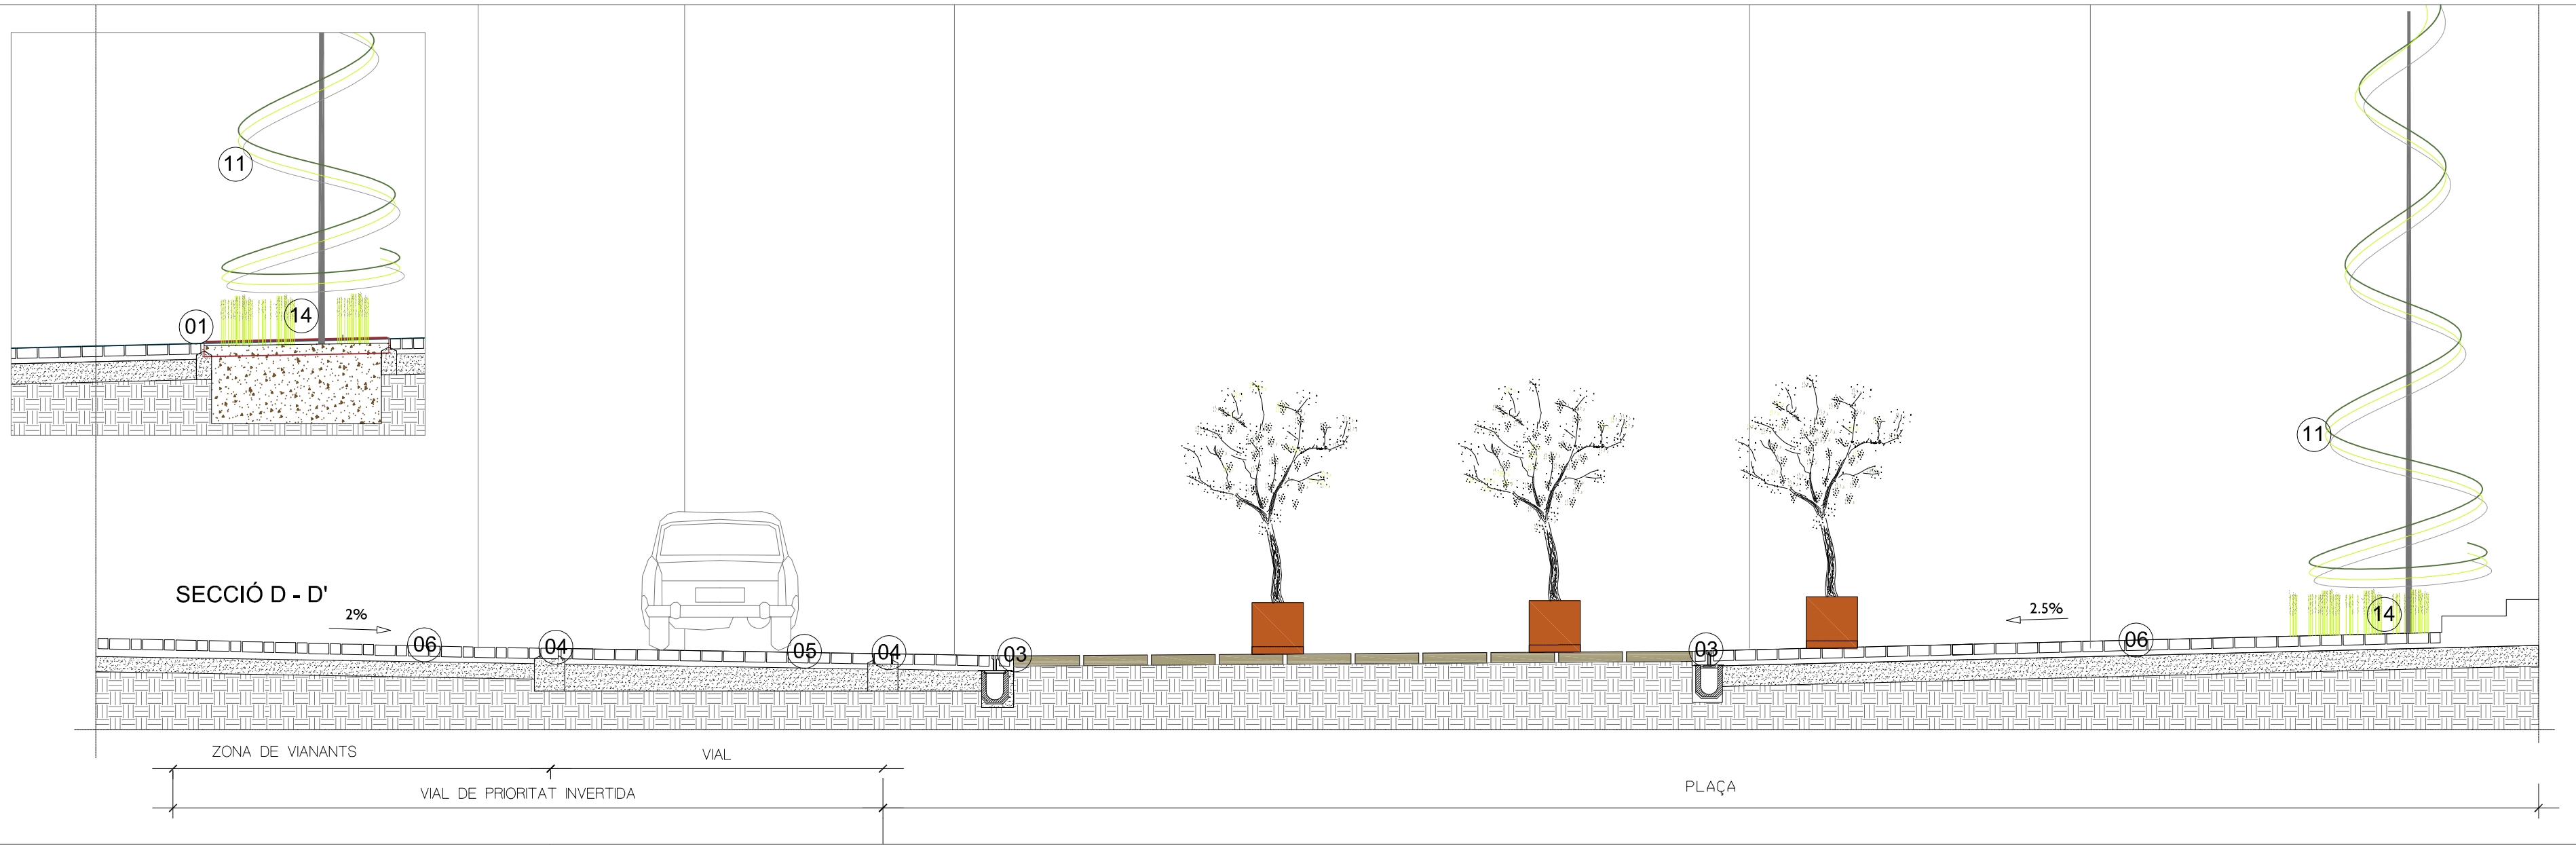 11
14
01
11
SECCIÓ D - D'
2%
2.5%
14
06
04
05
04
03
03
06
ZONA DE VIANANTS
VIAL
VIAL DE PRIORITAT INVERTIDA
PLAÇA